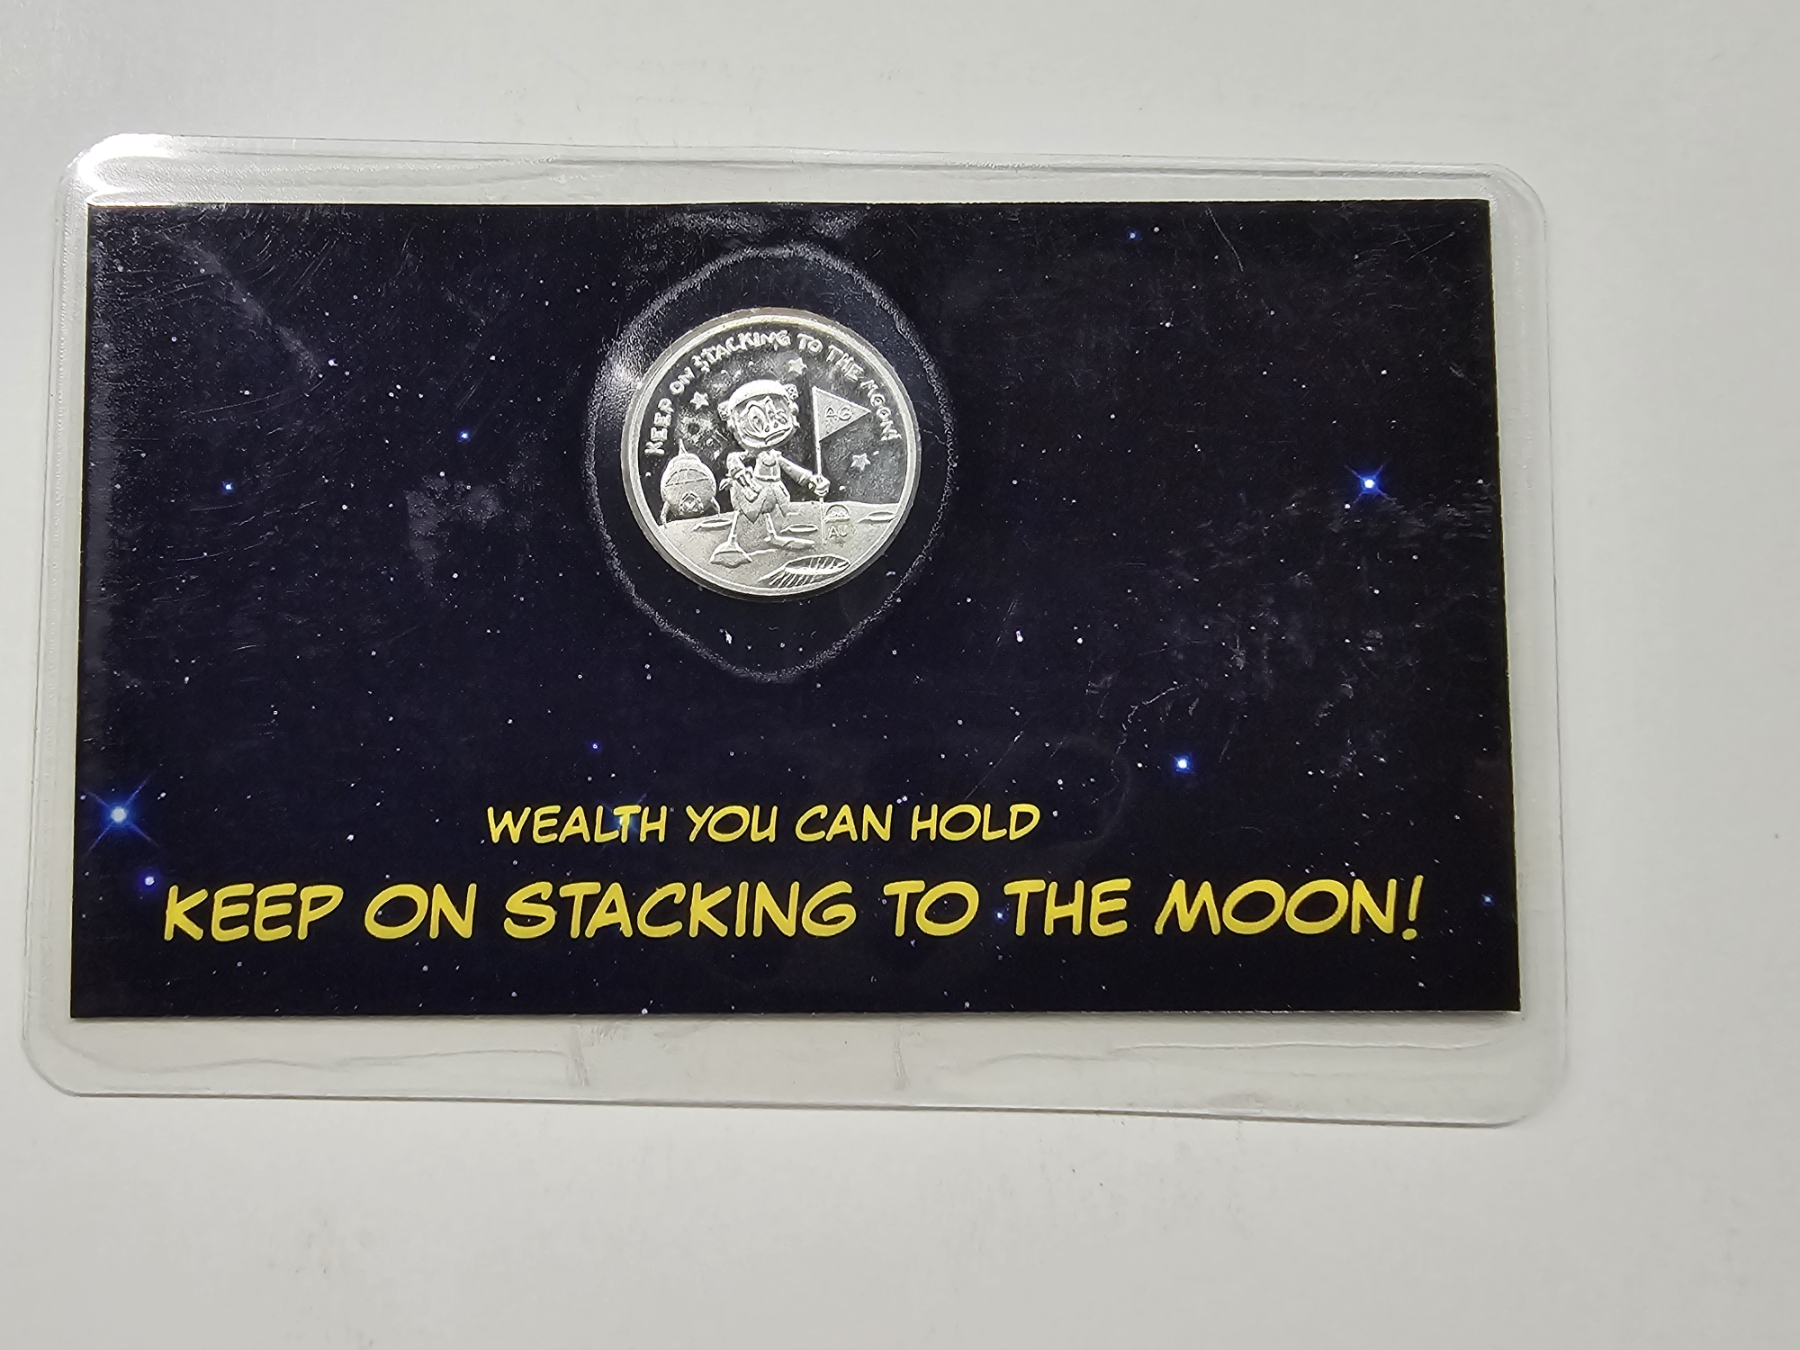 KEEP ON STACKING TO THE MOON!
AG
AU
WEALTH YOU CAN HOLD
KEEP ON STACKING TO THE MOON!